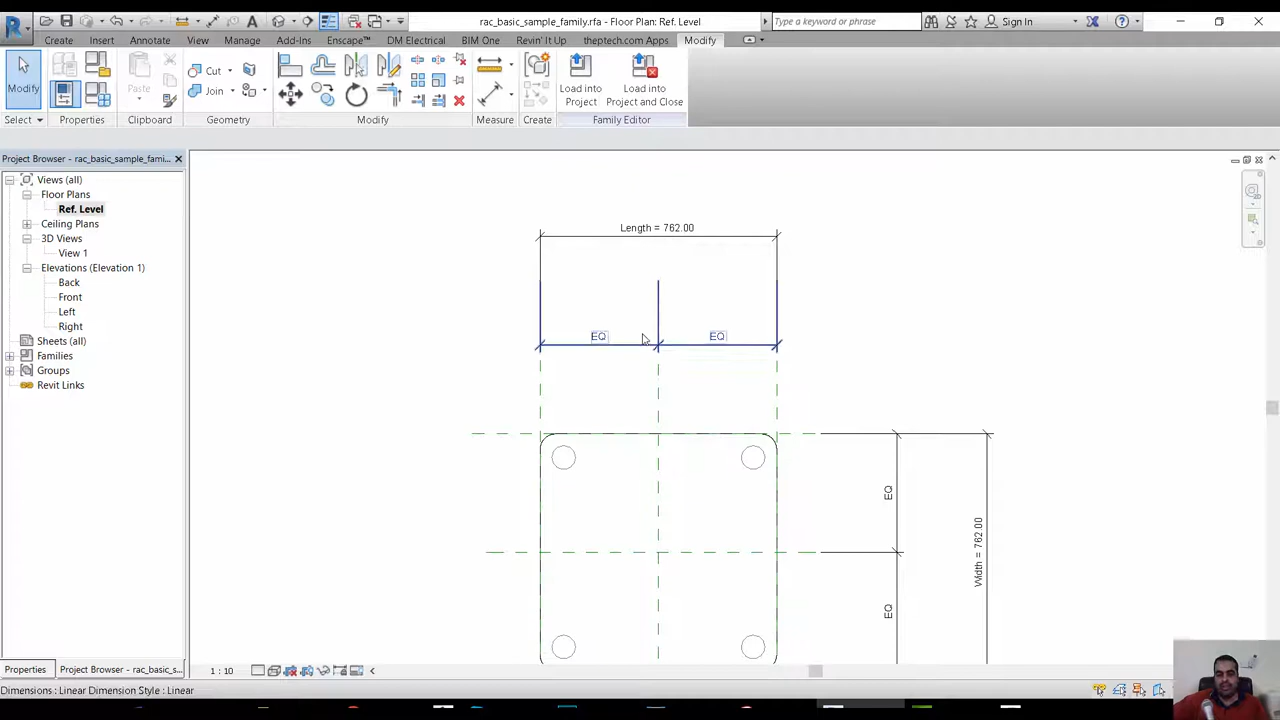 rac_basic_sample_family.rfa - Floor Plan: Ref. Level
Type a keyword or phrase
Sign In
Create Insert Annotate View Manage Add-Ins Enscape™ DM Electrical BIM One Revin' It Up theptech.com Apps Modify
Modify
Paste
Cut
Join
Load into
Project
Load into
Project and Close
Select Properties Clipboard Geometry Modify Measure Create Family Editor
Project Browser - rac_basic_sample_fami...
Views (all)
Floor Plans
Ref. Level
Ceiling Plans
3D Views
View 1
Elevations (Elevation 1)
Back
Front
Left
Right
Sheets (all)
Families
Groups
Revit Links
Length = 762.00
EQ EQ
EQ
Width = 762.00
EQ
Properties
Project Browser - rac_basic_s...
1 : 10
Dimensions : Linear Dimension Style : Linear